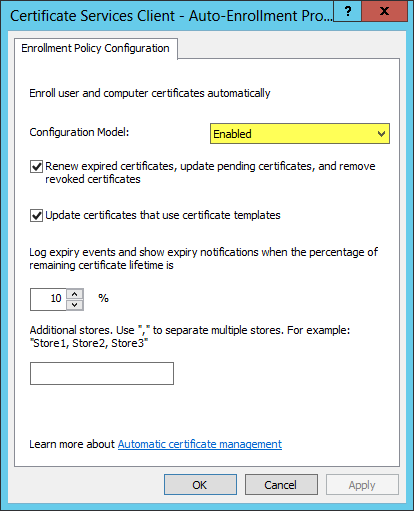 Certificate Services Client - Auto-Enrollment Pro... ? x
Enrollment Policy Configuration
Enroll user and computer certificates automatically
Configuration Model: Enabled
Renew expired certificates, update pending certificates, and remove
revoked certificates
Update certificates that use certificate templates
Log expiry events and show expiry notifications when the percentage of
remaining certificate lifetime is
10 %
Additional stores. Use "," to separate multiple stores. For example:
"Store1, Store2, Store3"
Learn more about Automatic certificate management
OK Cancel Apply